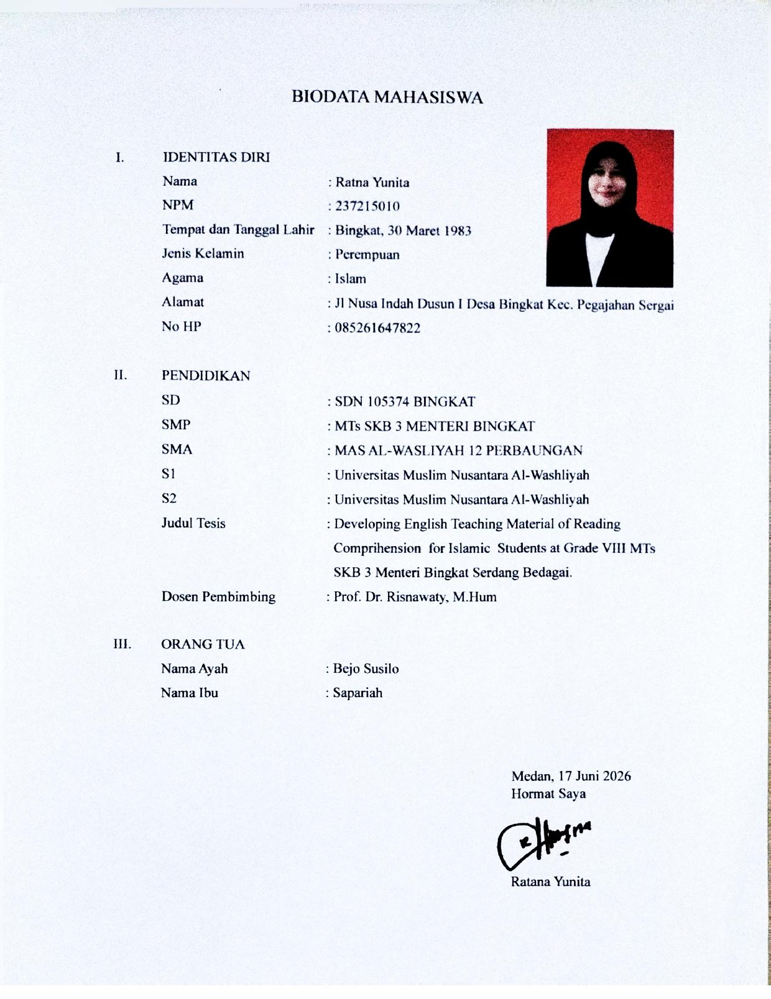 BIODATA MAHASISWA
I. IDENTITAS DIRI
Nama : Ratna Yunita
NPM : 237215010
Tempat dan Tanggal Lahir : Bingkat, 30 Maret 1983
Jenis Kelamin : Perempuan
Agama : Islam
Alamat : Jl Nusa Indah Dusun I Desa Bingkat Kec. Pegajahan Sergai
No HP : 085261647822
II. PENDIDIKAN
SD : SDN 105374 BINGKAT
SMP : MTs SKB 3 MENTERI BINGKAT
SMA : MAS AL-WASLIYAH 12 PERBAUNGAN
S1 : Universitas Muslim Nusantara Al-Washliyah
S2 : Universitas Muslim Nusantara Al-Washliyah
Judul Tesis : Developing English Teaching Material of Reading
Comprihension for Islamic Students at Grade VIII MTs
SKB 3 Menteri Bingkat Serdang Bedagai.
Dosen Pembimbing : Prof. Dr. Risnawaty, M.Hum
III. ORANG TUA
Nama Ayah : Bejo Susilo
Nama Ibu : Sapariah
Medan, 17 Juni 2026
Hormat Saya
Ratana Yunita